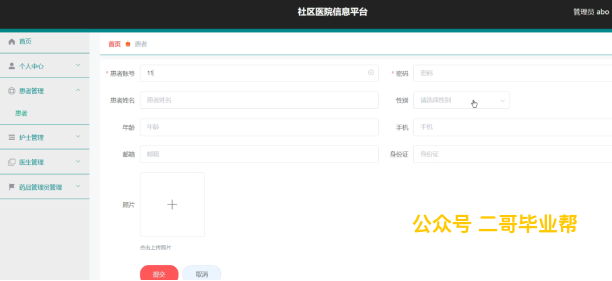 社区医院信息平台
管理员 abo
首页
首页 患者
个人中心
患者管理
患者
护士管理
医生管理
药品管理员管理
* 患者账号 11
* 密码 密码
患者姓名 患者姓名
性别 请选择性别
年龄 年龄
手机 手机
邮箱 邮箱
身份证 身份证
照片
点击上传照片
公众号 二哥毕业帮
提交 取消